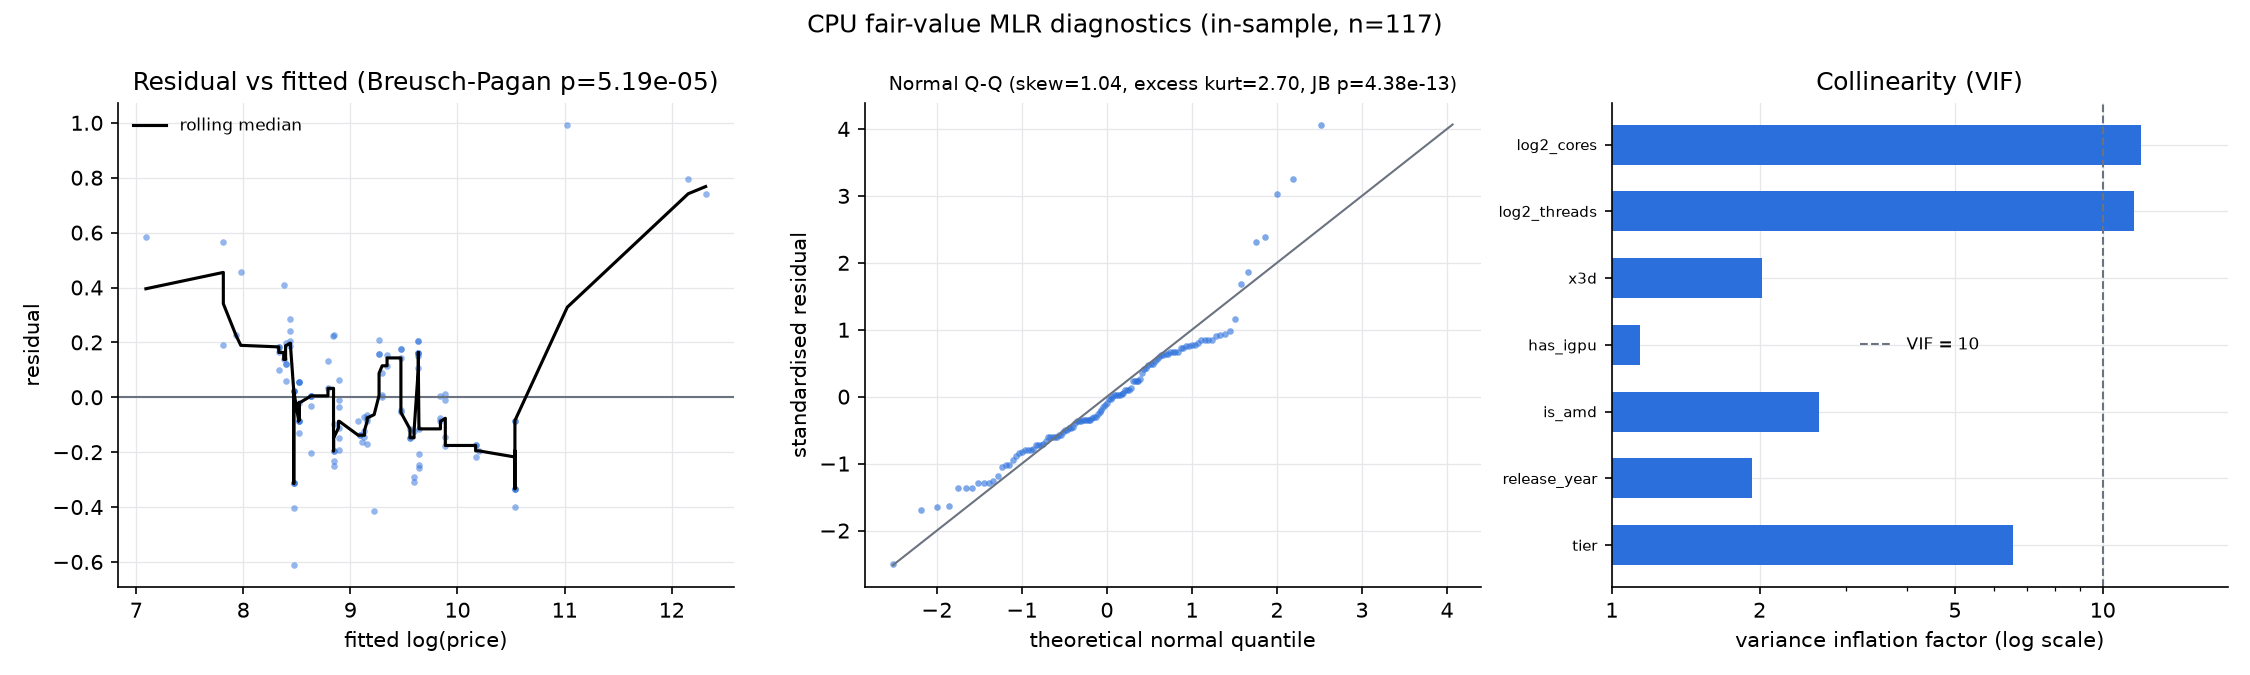 CPU fair-value MLR diagnostics (in-sample, n=117)
Residual vs fitted (Breusch-Pagan p=5.19e-05)
rolling median
1.0
0.8
0.6
0.4
0.2
0.0
−0.2
−0.4
−0.6
residual
7 8 9 10 11 12
fitted log(price)
Normal Q-Q (skew=1.04, excess kurt=2.70, JB p=4.38e-13)
4
3
2
1
0
−1
−2
standardised residual
−2 −1 0 1 2 3 4
theoretical normal quantile
Collinearity (VIF)
log2_cores
log2_threads
x3d
has_igpu
is_amd
release_year
tier
VIF = 10
1 2 5 10
variance inflation factor (log scale)